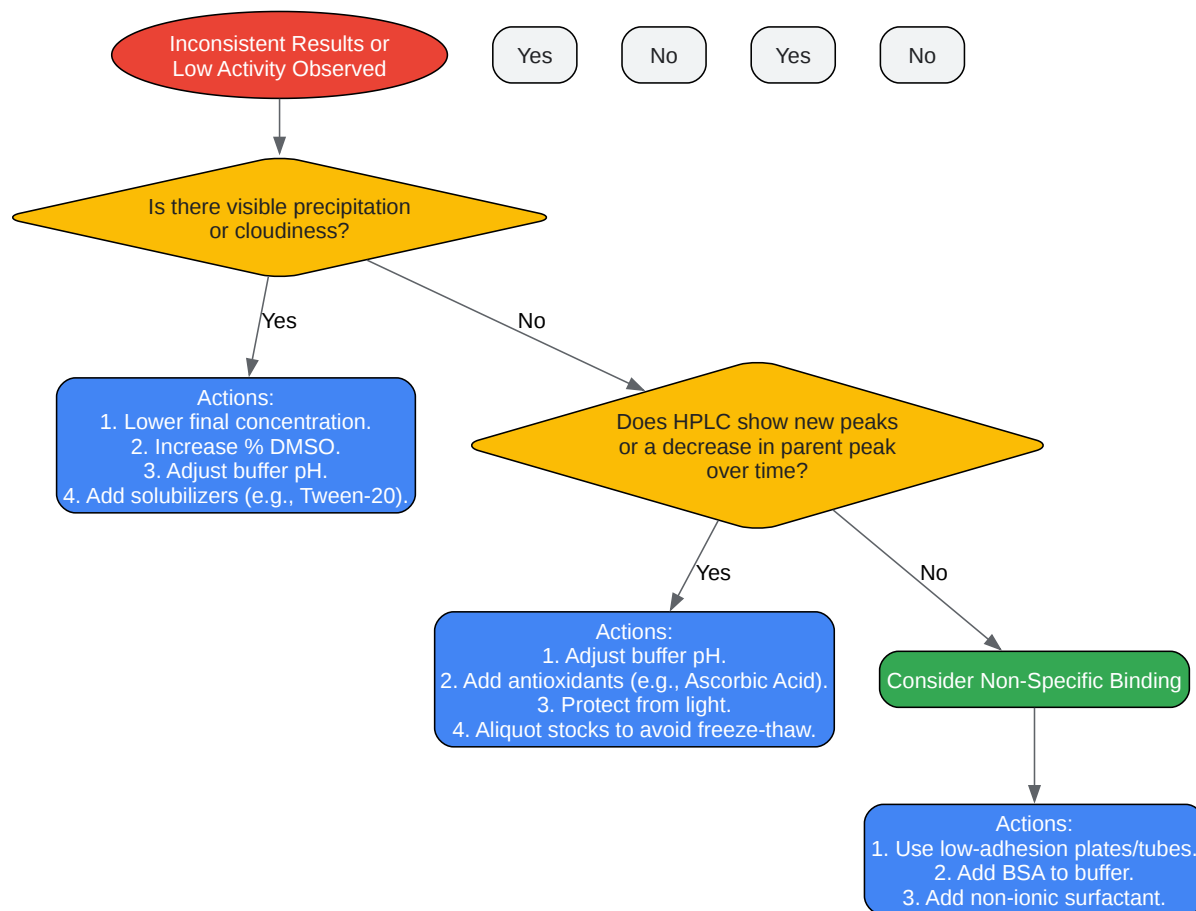 Inconsistent Results or
Low Activity Observed
Yes
No
Yes
No
Is there visible precipitation
or cloudiness?
Yes
No
Actions:
1. Lower final concentration.
2. Increase % DMSO.
3. Adjust buffer pH.
4. Add solubilizers (e.g., Tween-20).
Does HPLC show new peaks
or a decrease in parent peak
over time?
Yes
No
Actions:
1. Adjust buffer pH.
2. Add antioxidants (e.g., Ascorbic Acid).
3. Protect from light.
4. Aliquot stocks to avoid freeze-thaw.
Consider Non-Specific Binding
Actions:
1. Use low-adhesion plates/tubes.
2. Add BSA to buffer.
3. Add non-ionic surfactant.